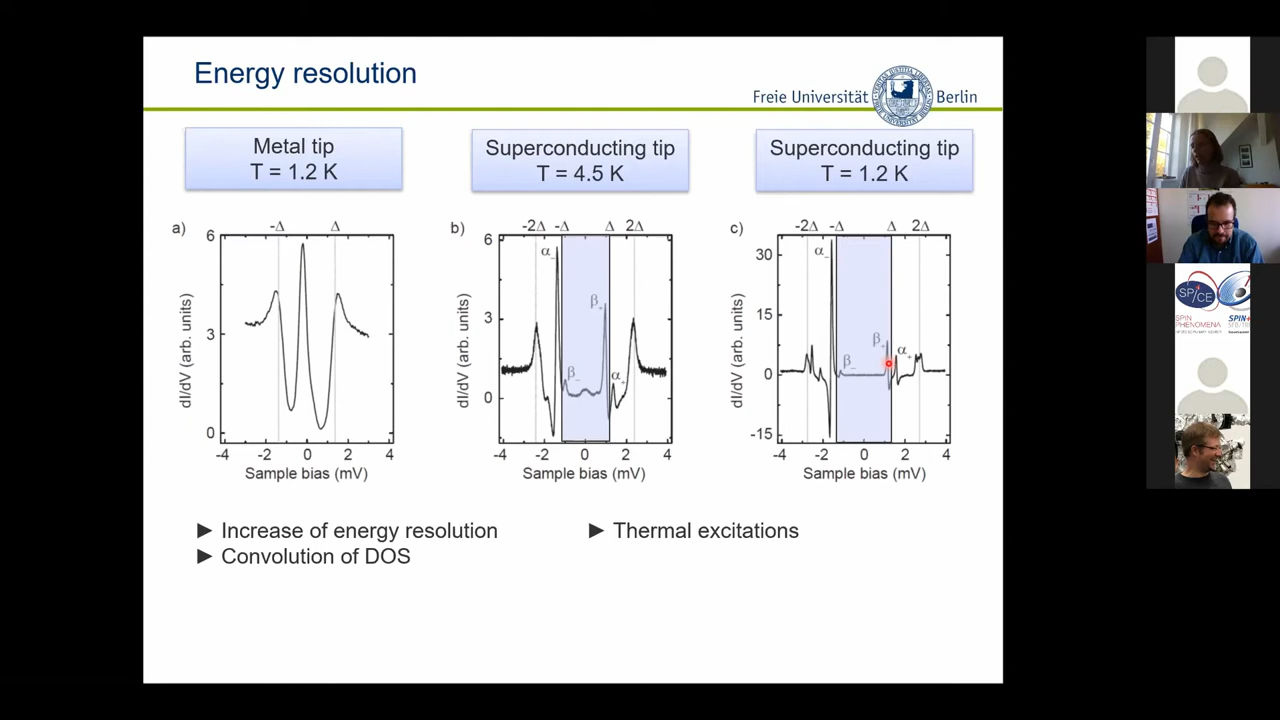 Energy resolution
Freie Universität Berlin
Metal tip
T = 1.2 K
Superconducting tip
T = 4.5 K
Superconducting tip
T = 1.2 K
a)
-Δ Δ
6
3
0
dI/dV (arb. units)
-4 -2 0 2 4
Sample bias (mV)
b)
-2Δ -Δ Δ 2Δ
6
3
0
dI/dV (arb. units)
α₋
β₊
β₋
α₊
-4 -2 0 2 4
Sample bias (mV)
c)
-2Δ -Δ Δ 2Δ
30
15
0
-15
dI/dV (arb. units)
α₋
β₊
β₋
α₊
-4 -2 0 2 4
Sample bias (mV)
► Increase of energy resolution
► Convolution of DOS
► Thermal excitations
SPICE
SPIN PHENOMENA
SPIN+